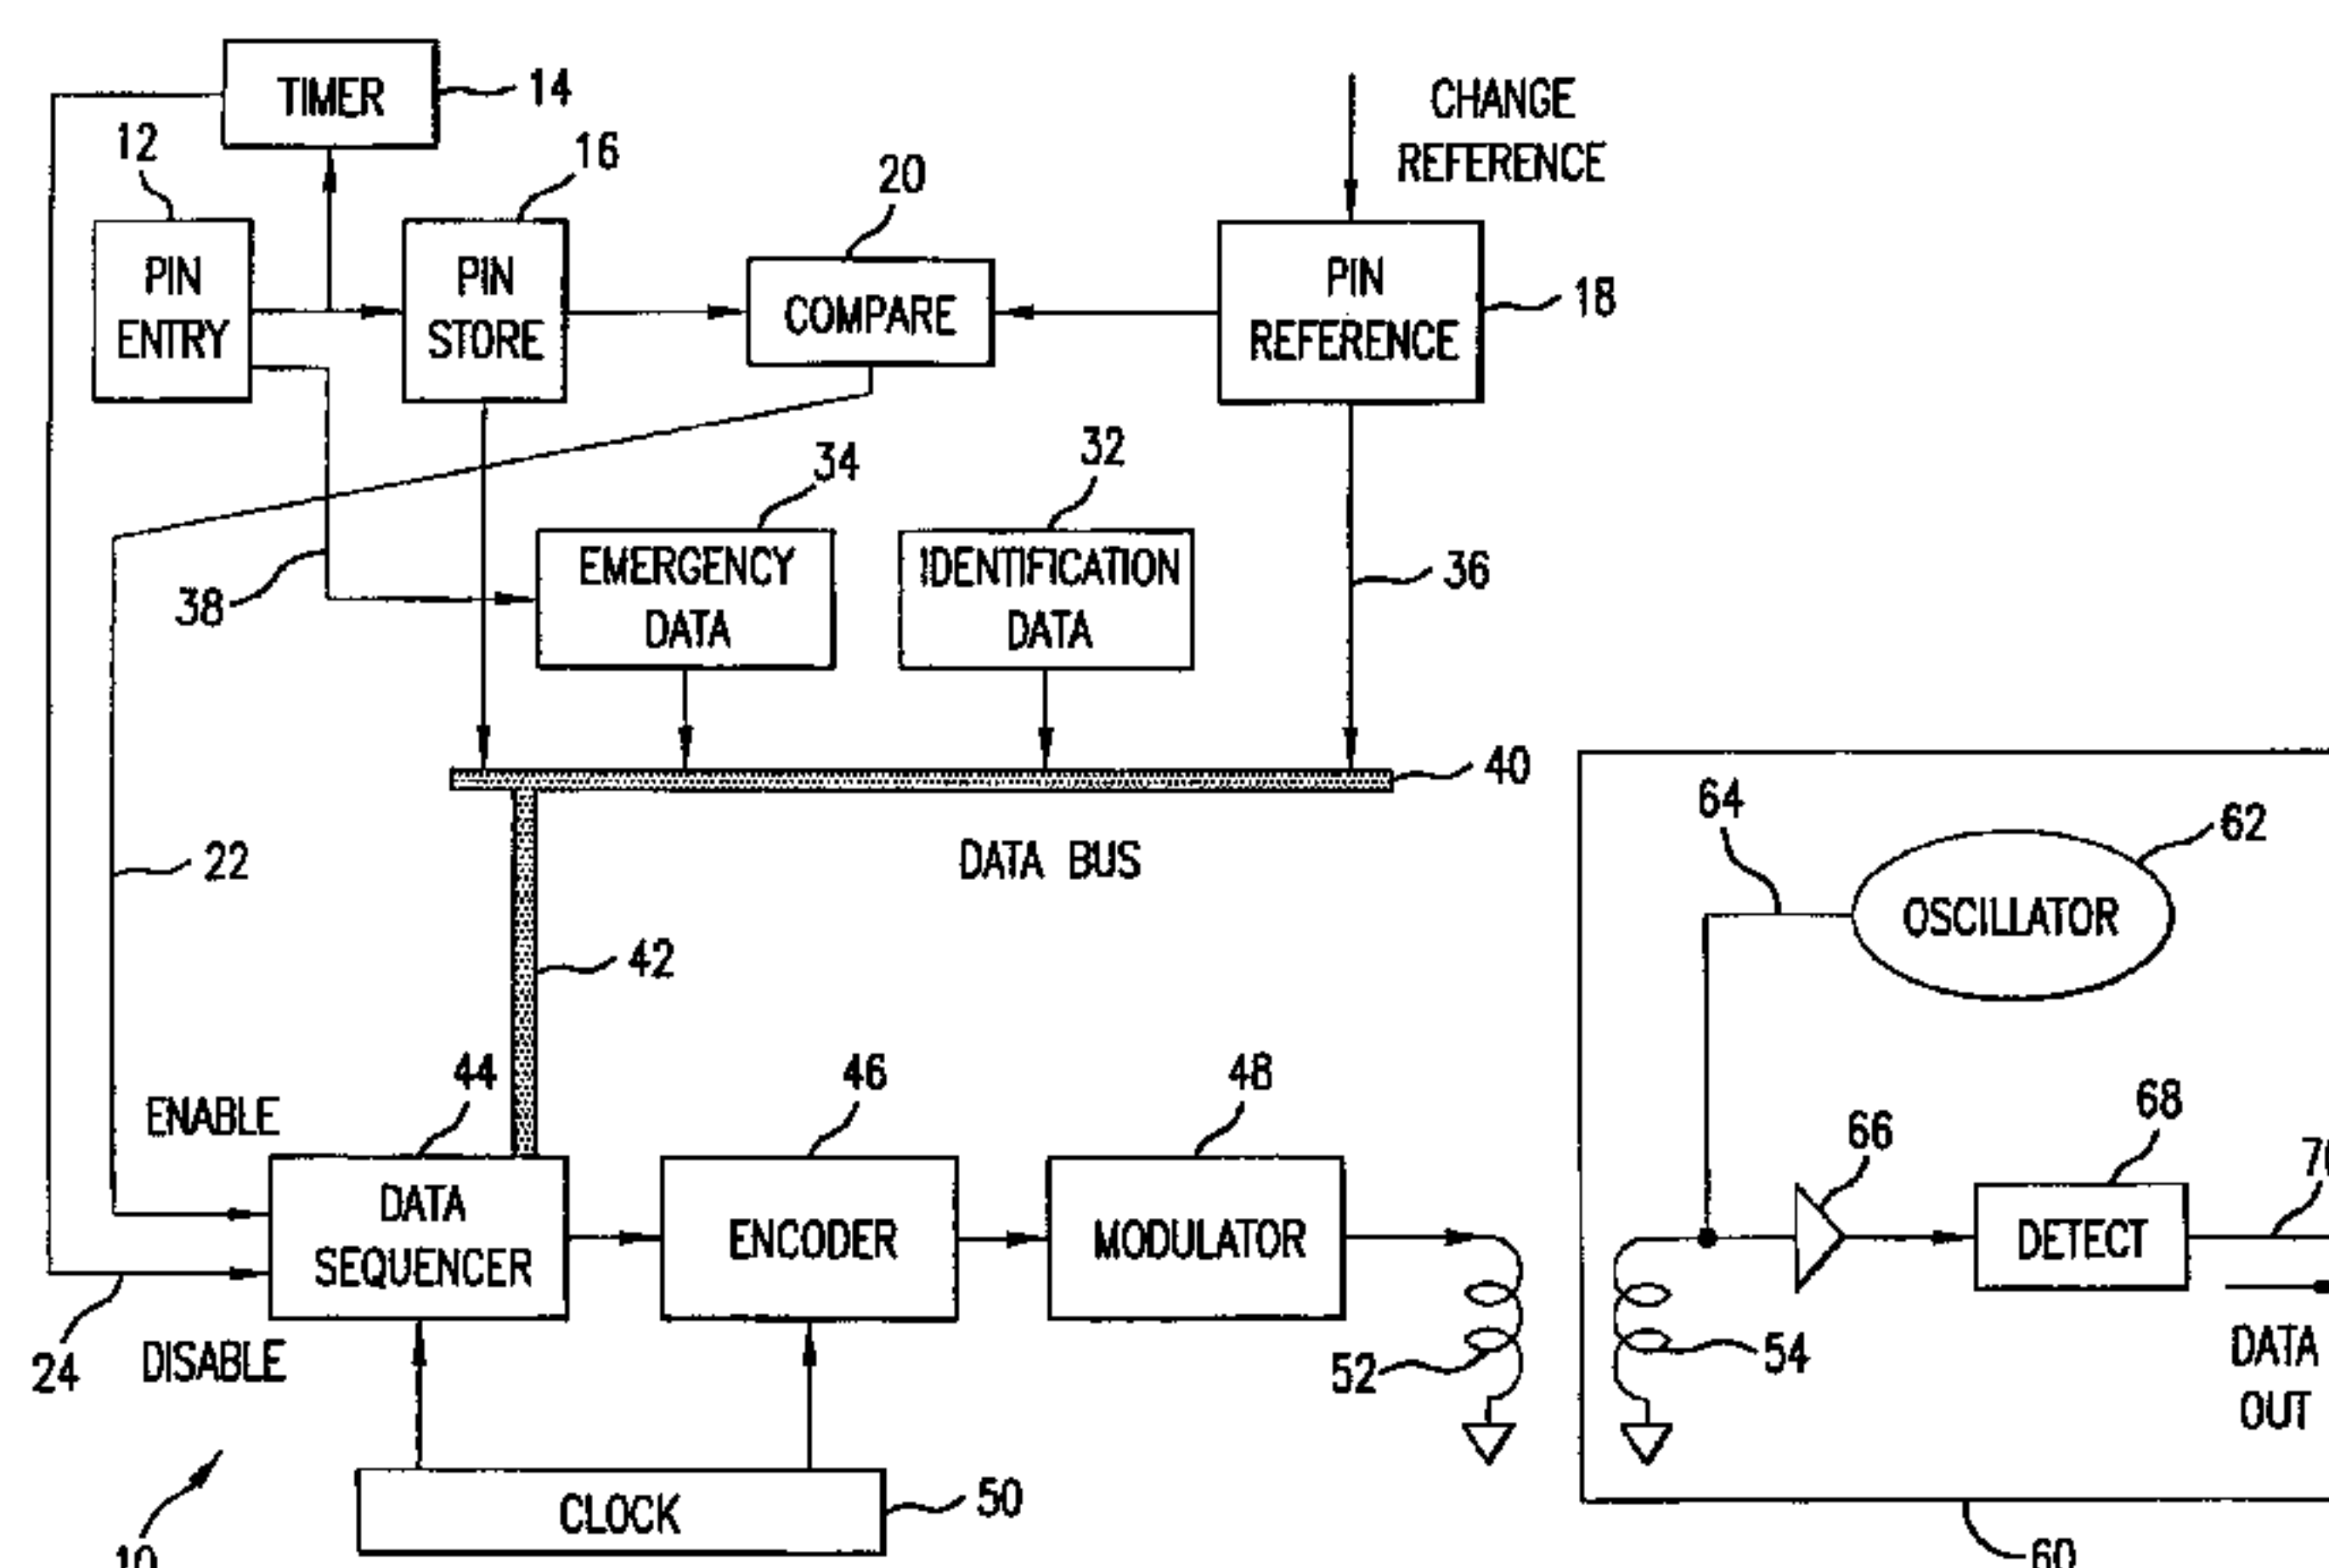 TIMER
14
12
16
20
CHANGE
REFERENCE
PIN
ENTRY
PIN
STORE
COMPARE
PIN
REFERENCE
18
34
32
38
EMERGENCY
DATA
IDENTIFICATION
DATA
36
40
DATA BUS
22
42
64
62
OSCILLATOR
ENABLE
44
46
48
66
68
DATA
SEQUENCER
ENCODER
MODULATOR
DETECT
24
DISABLE
52
54
DATA
OUT
CLOCK
50
10
60